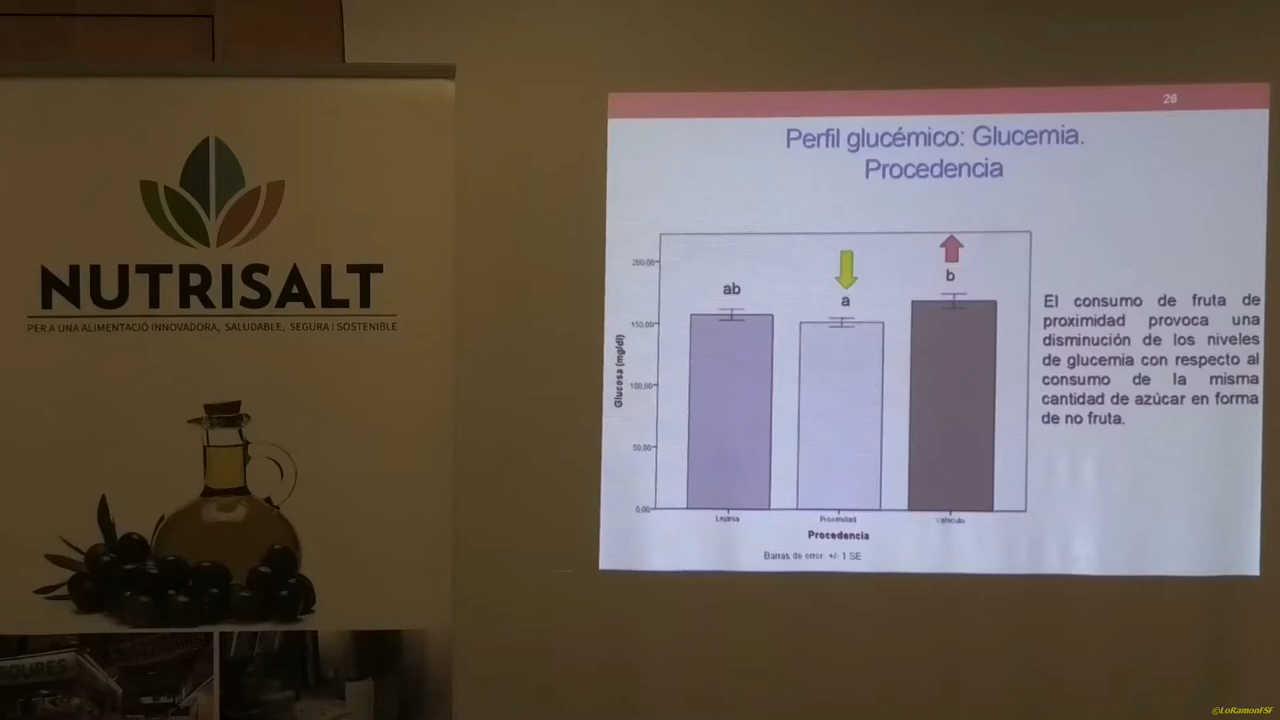 NUTRISALT
PER A UNA ALIMENTACIÓ INNOVADORA, SALUDABLE, SEGURA I SOSTENIBLE
26
Perfil glucémico: Glucemia.
Procedencia
200,00
150,00
100,00
50,00
0,00
Glucosa (mg/dl)
ab
a
b
Lejanía
Proximidad
Vehículo
Procedencia
Barras de error: +/- 1 SE
El consumo de fruta de
proximidad provoca una
disminución de los niveles
de glucemia con respecto al
consumo de la misma
cantidad de azúcar en forma
de no fruta.
©LoRamonFSF